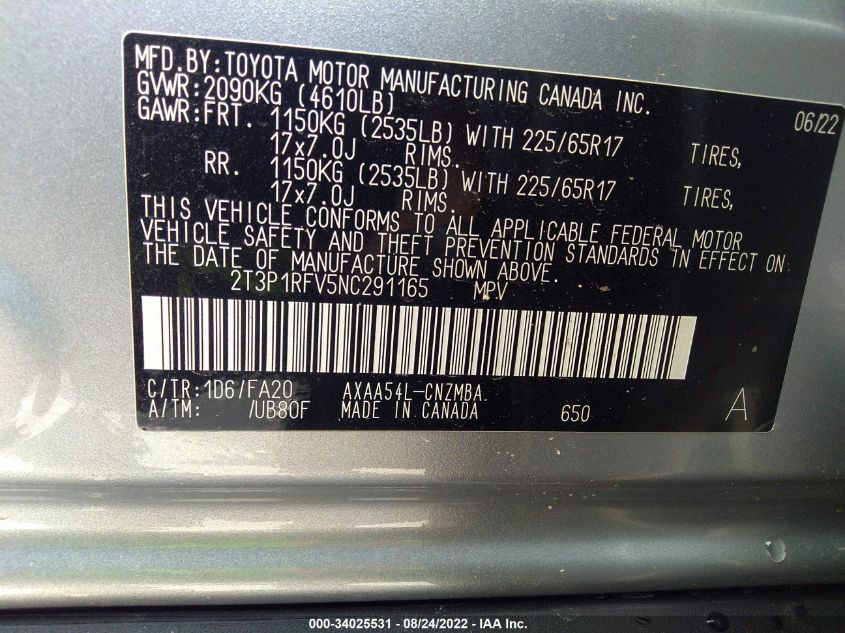 MFD.BY:TOYOTA MOTOR MANUFACTURING CANADA INC.
GVWR:2090KG (4610LB) 06/22
GAWR:FRT. 1150KG (2535LB) WITH 225/65R17 TIRES,
17x7.0J RIMS.
RR. 1150KG (2535LB) WITH 225/65R17 TIRES,
17x7.0J RIMS.
THIS VEHICLE CONFORMS TO ALL APPLICABLE FEDERAL MOTOR
VEHICLE SAFETY AND THEFT PREVENTION STANDARDS IN EFFECT ON
THE DATE OF MANUFACTURE SHOWN ABOVE.
2T3P1RFV5NC291165 MPV
C/TR:1D6/FA20 AXAA54L-CNZMBA
A/TM: /UB80F MADE IN CANADA 650 A
000-34025531 - 08/24/2022 - IAA Inc.